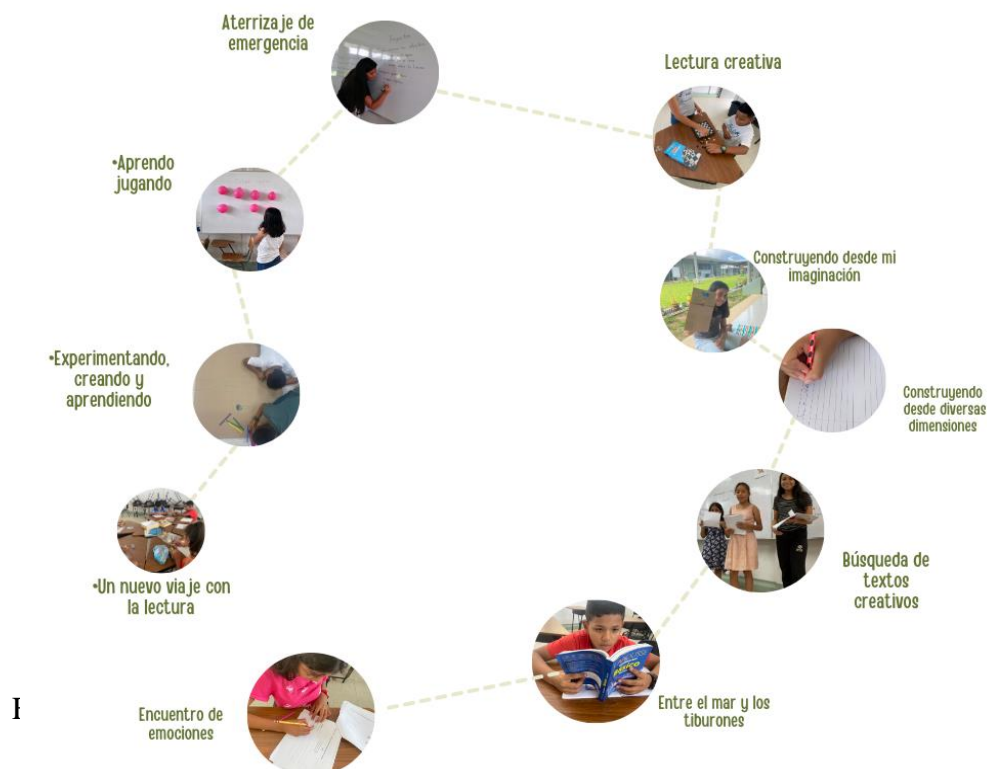 Aterrizaje de
emergencia
Lectura creativa
•Aprendo
jugando
Construyendo desde mi
imaginación
•Experimentando,
creando y
aprendiendo
Construyendo
desde diversas
dimensiones
•Un nuevo viaje con
la lectura
Búsqueda de
textos
creativos
Encuentro de
emociones
Entre el mar y los
tiburones